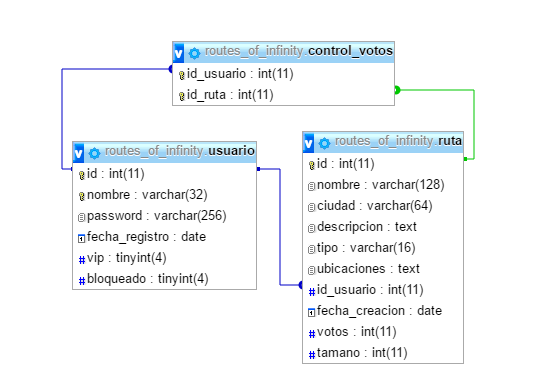 routes_of_infinity.control_votos
id_usuario : int(11)
id_ruta : int(11)
routes_of_infinity.usuario
id : int(11)
nombre : varchar(32)
password : varchar(256)
fecha_registro : date
vip : tinyint(4)
bloqueado : tinyint(4)
routes_of_infinity.ruta
id : int(11)
nombre : varchar(128)
ciudad : varchar(64)
descripcion : text
tipo : varchar(16)
ubicaciones : text
id_usuario : int(11)
fecha_creacion : date
votos : int(11)
tamano : int(11)